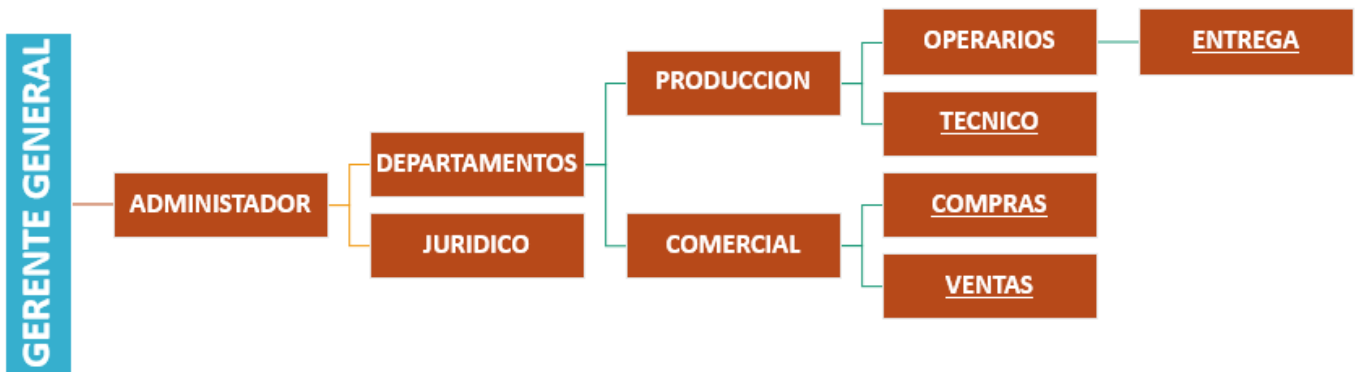 GERENTE GENERAL
ADMINISTADOR
DEPARTAMENTOS
JURIDICO
PRODUCCION
COMERCIAL
OPERARIOS
TECNICO
COMPRAS
VENTAS
ENTREGA